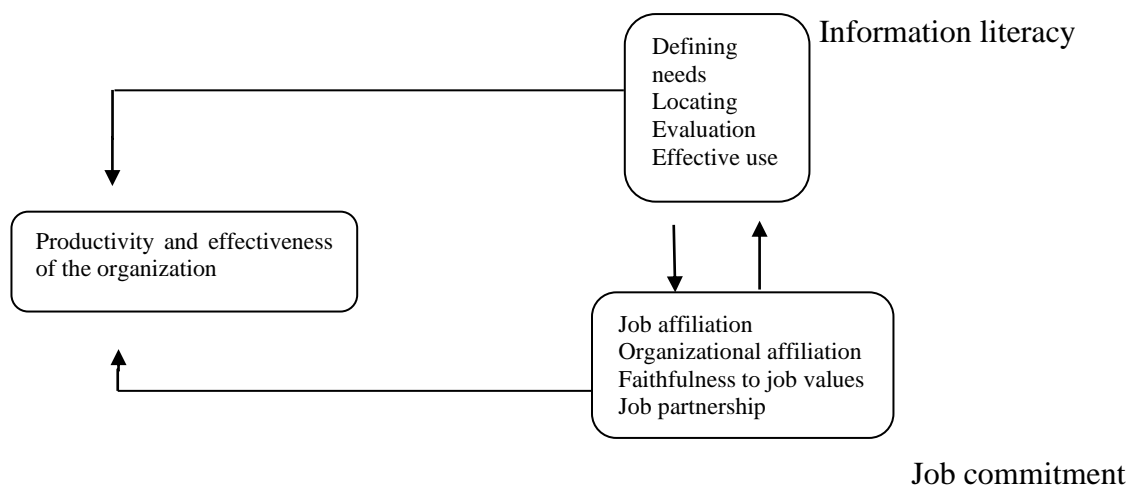 Information literacy
Defining
needs
Locating
Evaluation
Effective use
Productivity and effectiveness
of the organization
Job affiliation
Organizational affiliation
Faithfulness to job values
Job partnership
Job commitment